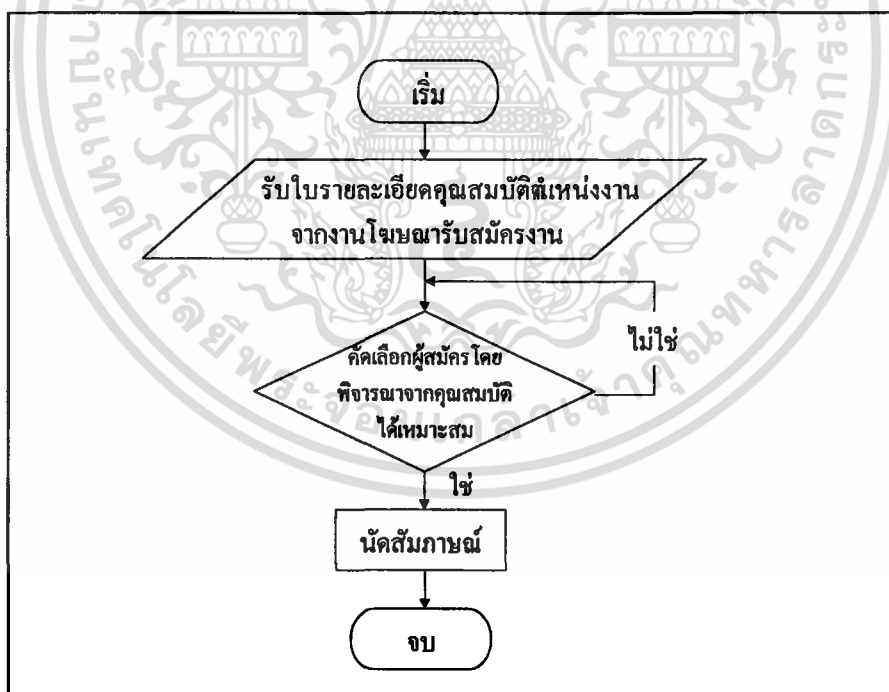 เริ่ม
รับใบรายละเอียดคุณสมบัติตำแหน่งงาน
จากงานโฆษณารับสมัครงาน
ไม่ใช่
คัดเลือกผู้สมัครโดย
พิจารณาจากคุณสมบัติ
ได้เหมาะสม
ใช่
นัดสัมภาษณ์
จบ